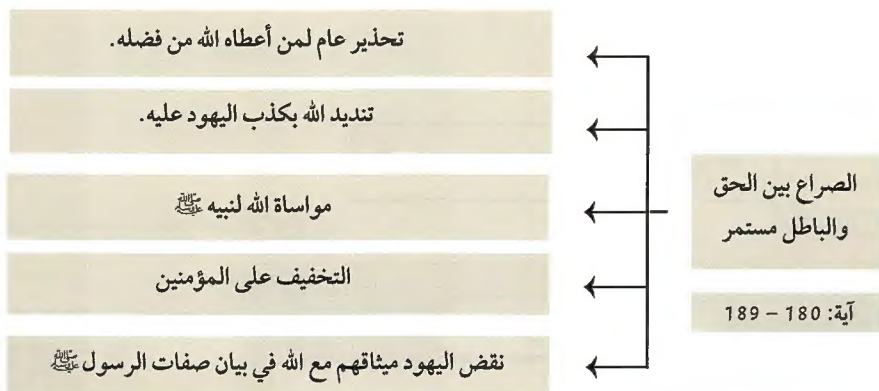 الصراع بين الحق
والباطل مستمر
آية: 180 – 189
تحذير عام لمن أعطاه الله من فضله.
تنديد الله بكذب اليهود عليه.
مواساة الله لنبيه ﷺ
التخفيف على المؤمنين
نقض اليهود ميثاقهم مع الله في بيان صفات الرسول ﷺ